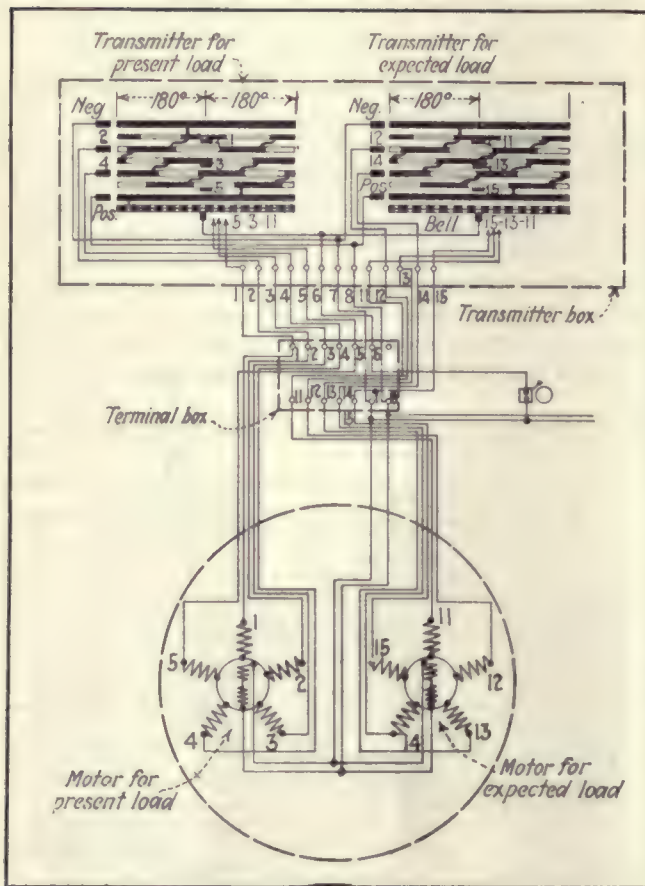 Transmitter for
present load
Transmitter for
expected load
180° 180°
180°
Neg
2
4
Pos.
1
3
5
5 3 1
Neg.
12
14
Pos.
11
13
15
Bell
15-13-11
1 2 3 4 5 6 7 8 11 12 13 14 15
Transmitter box
1 2 3 4 5 6
11 12 13 14
15
Terminal box
1
2
3
4
5
11
12
13
14
15
Motor for
present load
Motor for
expected load